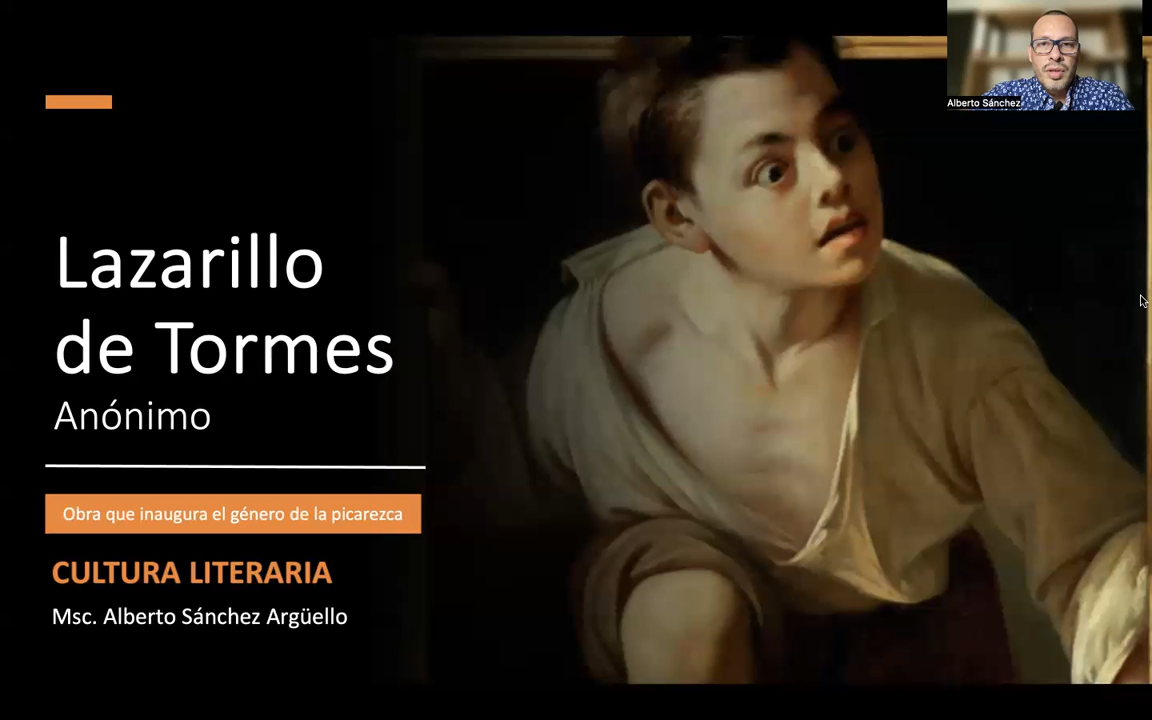 Alberto Sánchez
Lazarillo
de Tormes
Anónimo
Obra que inaugura el género de la picarezca
CULTURA LITERARIA
Msc. Alberto Sánchez Argüello